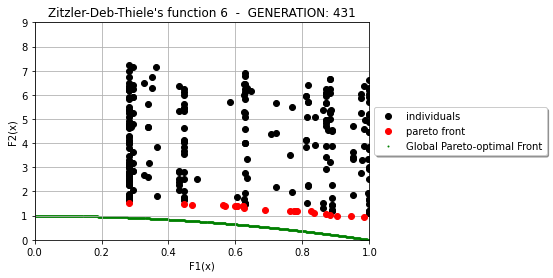 Zitzler-Deb-Thiele's function 6 - GENERATION: 431
9
8
7
6
5
4
3
2
1
0
F2(x)
0.0 0.2 0.4 0.6 0.8 1.0
F1(x)
individuals
pareto front
Global Pareto-optimal Front